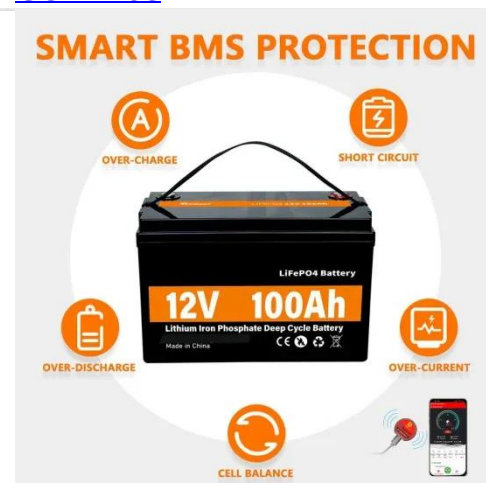 SMART BMS PROTECTION
OVER-CHARGE
SHORT CIRCUIT
LiFePO4 Battery
12V 100Ah
Lithium Iron Phosphate Deep Cycle Battery
Made in China
CE
OVER-DISCHARGE
OVER-CURRENT
CELL BALANCE